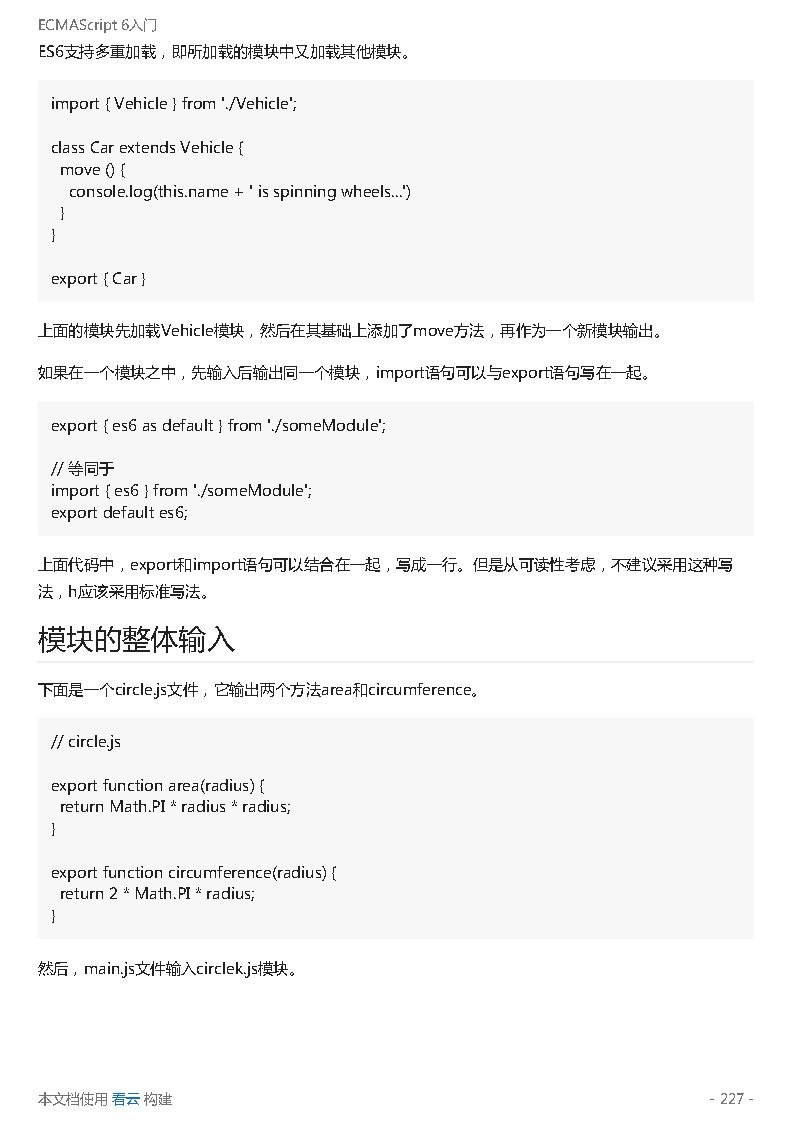 ECMAScript 6入门
ES6支持多重加载，即所加载的模块中又加载其他模块。
import { Vehicle } from './Vehicle';
class Car extends Vehicle {
  move () {
    console.log(this.name + ' is spinning wheels...')
  }
}
export { Car }
上面的模块先加载Vehicle模块，然后在其基础上添加了move方法，再作为一个新模块输出。
如果在一个模块之中，先输入后输出同一个模块，import语句可以与export语句写在一起。
export { es6 as default } from './someModule';
// 等同于
import { es6 } from './someModule';
export default es6;
上面代码中，export和import语句可以结合在一起，写成一行。但是从可读性考虑，不建议采用这种写
法，h应该采用标准写法。
模块的整体输入
下面是一个circle.js文件，它输出两个方法area和circumference。
// circle.js
export function area(radius) {
  return Math.PI * radius * radius;
}
export function circumference(radius) {
  return 2 * Math.PI * radius;
}
然后，main.js文件输入circlek.js模块。
本文档使用 看云 构建
- 227 -